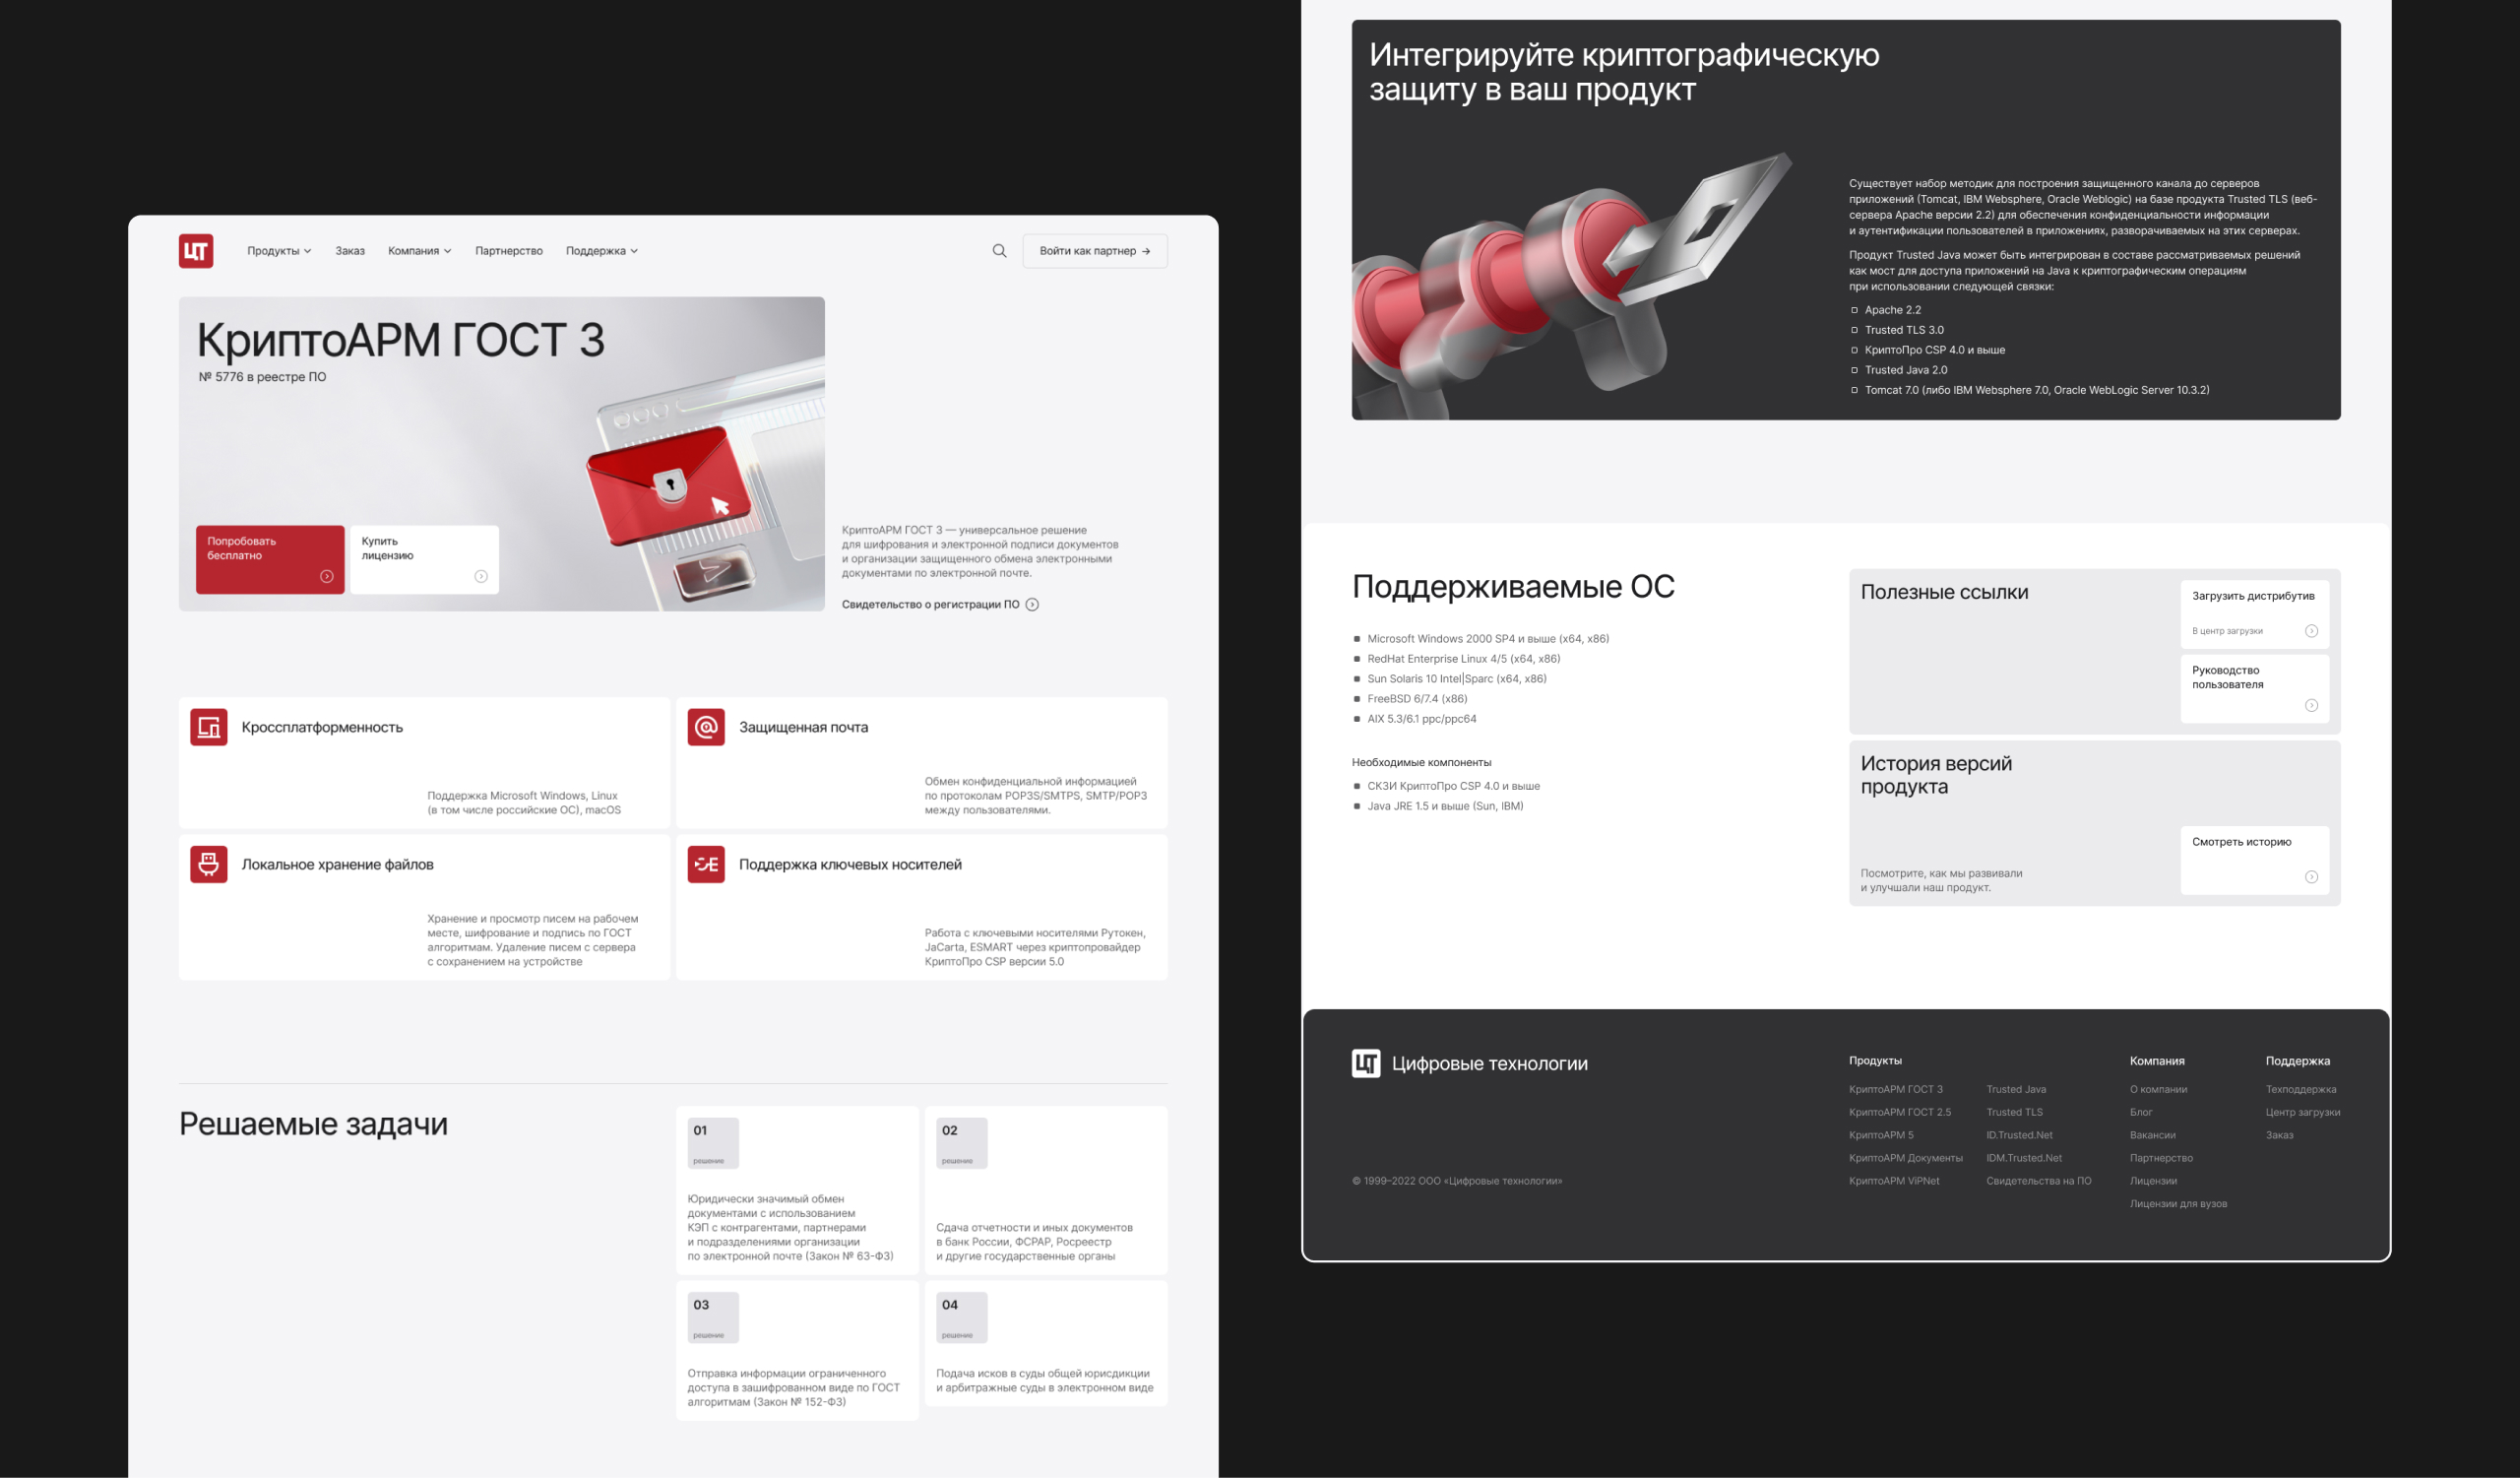 ЦТ
Продукты
Заказ
Компания
Партнерство
Поддержка
Войти как партнер →
КриптоАРМ ГОСТ 3
№ 5776 в реестре ПО
Попробовать
бесплатно
Купить
лицензию
КриптоАРМ ГОСТ 3 — универсальное решение
для шифрования и электронной подписи документов
и организации защищенного обмена электронными
документами по электронной почте.
Свидетельство о регистрации ПО
Кроссплатформенность
Поддержка Microsoft Windows, Linux
(в том числе российские ОС), macOS
Защищенная почта
Обмен конфиденциальной информацией
по протоколам POP3S/SMTPS, SMTP/POP3
между пользователями.
Локальное хранение файлов
Хранение и просмотр писем на рабочем
месте, шифрование и подпись по ГОСТ
алгоритмам. Удаление писем с сервера
с сохранением на устройстве
Поддержка ключевых носителей
Работа с ключевыми носителями Рутокен,
JaCarta, ESMART через криптопровайдер
КриптоПро CSP версии 5.0
Решаемые задачи
01
решение
Юридически значимый обмен
документами с использованием
КЭП с контрагентами, партнерами
и подразделениями организации
по электронной почте (Закон № 63-ФЗ)
02
решение
Сдача отчетности и иных документов
в банк России, ФСРАР, Росреестр
и другие государственные органы
03
решение
Отправка информации ограниченного
доступа в зашифрованном виде по ГОСТ
алгоритмам (Закон № 152-ФЗ)
04
решение
Подача исков в суды общей юрисдикции
и арбитражные суды в электронном виде
Интегрируйте криптографическую
защиту в ваш продукт
Существует набор методик для построения защищенного канала до серверов
приложений (Tomcat, IBM Websphere, Oracle Weblogic) на базе продукта Trusted TLS (веб-
сервера Apache версии 2.2) для обеспечения конфиденциальности информации
и аутентификации пользователей в приложениях, разворачиваемых на этих серверах.
Продукт Trusted Java может быть интегрирован в составе рассматриваемых решений
как мост для доступа приложений на Java к криптографическим операциям
при использовании следующей связки:
Apache 2.2
Trusted TLS 3.0
КриптоПро CSP 4.0 и выше
Trusted Java 2.0
Tomcat 7.0 (либо IBM Websphere 7.0, Oracle WebLogic Server 10.3.2)
Поддерживаемые ОС
Microsoft Windows 2000 SP4 и выше (x64, x86)
RedHat Enterprise Linux 4/5 (x64, x86)
Sun Solaris 10 Intel|Sparc (x64, x86)
FreeBSD 6/7.4 (x86)
AIX 5.3/6.1 ppc/ppc64
Необходимые компоненты
СКЗИ КриптоПро CSP 4.0 и выше
Java JRE 1.5 и выше (Sun, IBM)
Полезные ссылки
Загрузить дистрибутив
В центр загрузки
Руководство
пользователя
История версий
продукта
Посмотрите, как мы развивали
и улучшали наш продукт.
Смотреть историю
ЦТ Цифровые технологии
© 1999–2022 ООО «Цифровые технологии»
Продукты
КриптоАРМ ГОСТ 3
КриптоАРМ ГОСТ 2.5
КриптоАРМ 5
КриптоАРМ Документы
КриптоАРМ ViPNet
Trusted Java
Trusted TLS
ID.Trusted.Net
IDM.Trusted.Net
Свидетельства на ПО
Компания
О компании
Блог
Вакансии
Партнерство
Лицензии
Лицензии для вузов
Поддержка
Техподдержка
Центр загрузки
Заказ